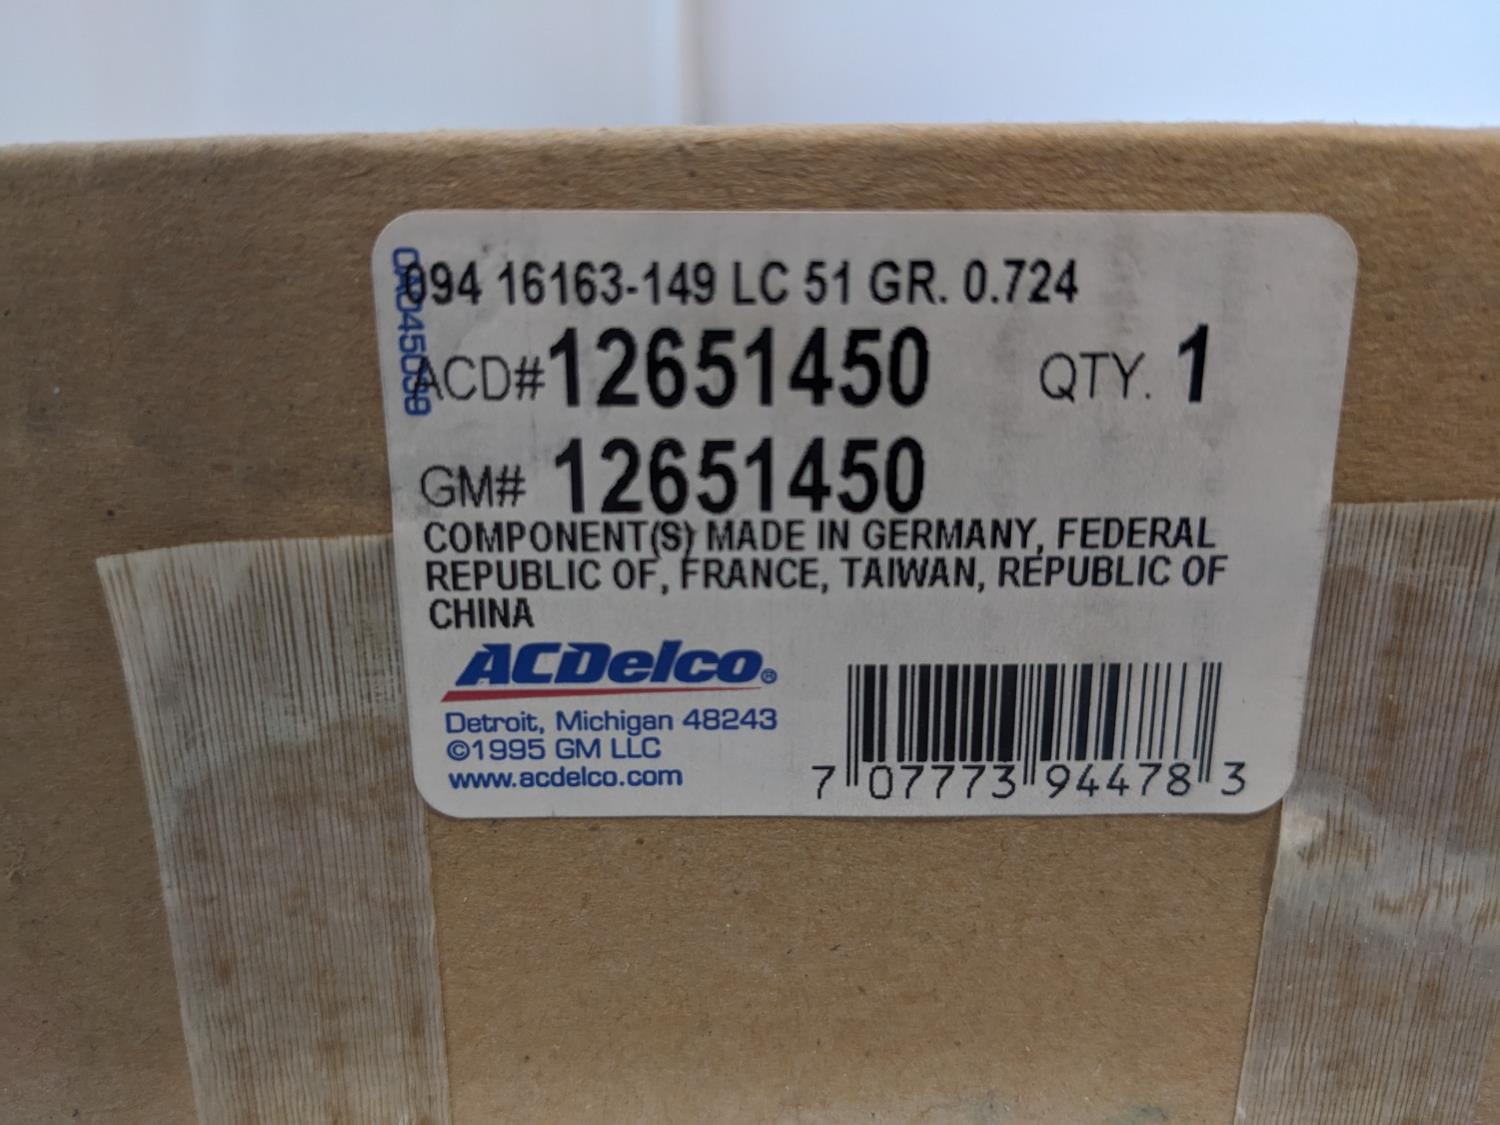 094 16163-149 LC 51 GR. 0.724
ACD# 12651450 QTY. 1
GM# 12651450
COMPONENT(S) MADE IN GERMANY, FEDERAL
REPUBLIC OF, FRANCE, TAIWAN, REPUBLIC OF
CHINA
ACDelco®
Detroit, Michigan 48243
©1995 GM LLC
www.acdelco.com
7 07773 94478 3